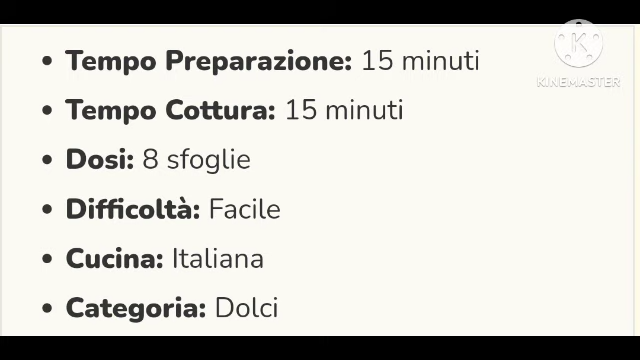 • Tempo Preparazione: 15 minuti
• Tempo Cottura: 15 minuti
• Dosi: 8 sfoglie
• Difficoltà: Facile
• Cucina: Italiana
• Categoria: Dolci
K
KINEMASTER